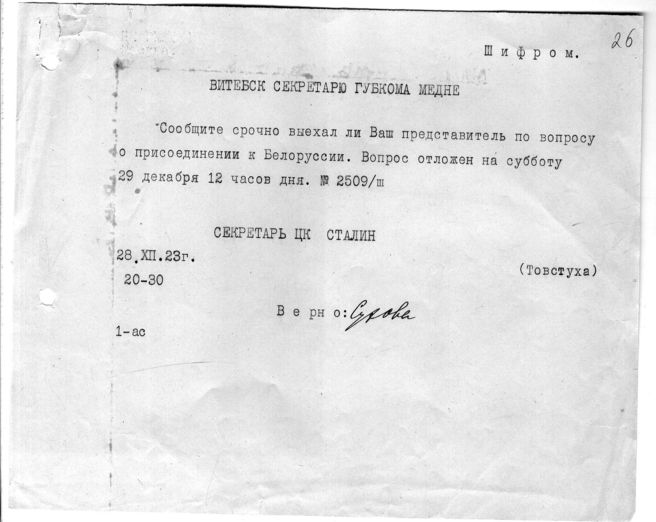 26
Шифром.
ВИТЕБСК СЕКРЕТАРЮ ГУБКОМА МЕДНЕ
Сообщите срочно выехал ли Ваш представитель по вопросу
о присоединении к Белоруссии. Вопрос отложен на субботу
29 декабря 12 часов дня. № 2509/ш
СЕКРЕТАРЬ ЦК СТАЛИН
28.XП.23г.
(Товстуха)
20-30
Верно: Сухова
1-ас